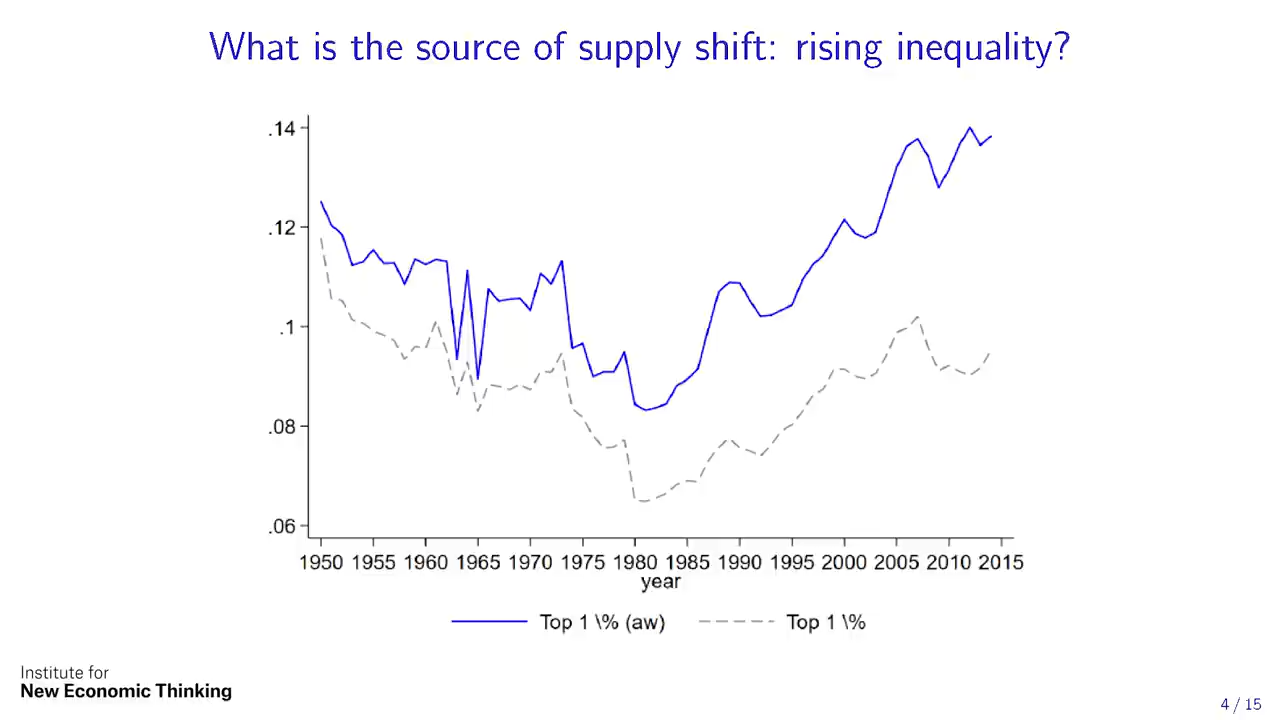 What is the source of supply shift: rising inequality?
.14
.12
.1
.08
.06
1950 1955 1960 1965 1970 1975 1980 1985 1990 1995 2000 2005 2010 2015
year
Top 1 \% (aw) Top 1 \%
Institute for
New Economic Thinking
4 / 15